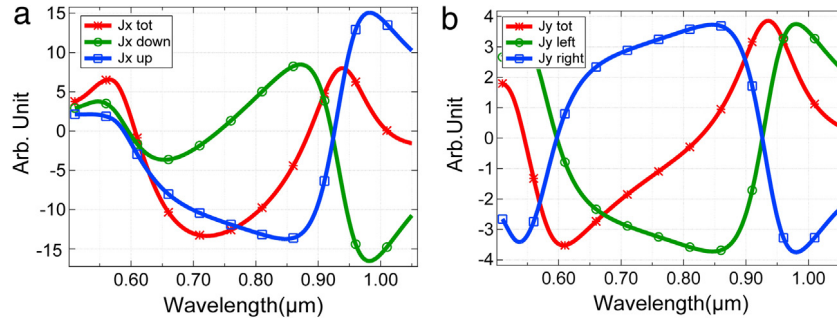 a
Jx tot
Jx down
Jx up
15
10
5
0
-5
-10
-15
Arb. Unit
0.60 0.70 0.80 0.90 1.00
Wavelength(μm)
b
Jy tot
Jy left
Jy right
4
3
2
1
0
-1
-2
-3
-4
Arb.Unit
0.60 0.70 0.80 0.90 1.00
Wavelength(μm)